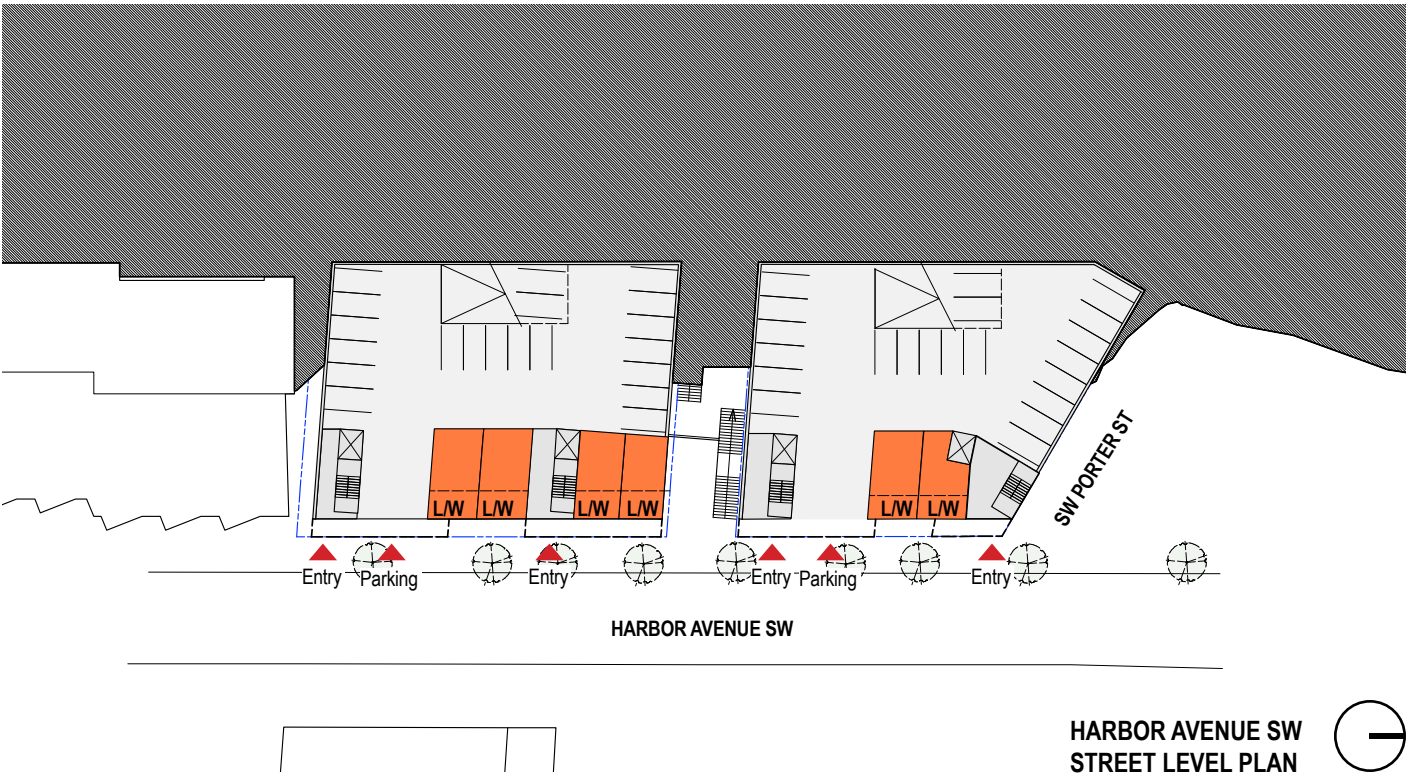 SW PORTER ST
L/W L/W L/W L/W L/W L/W
Entry Parking Entry Entry Parking Entry
HARBOR AVENUE SW
HARBOR AVENUE SW
STREET LEVEL PLAN